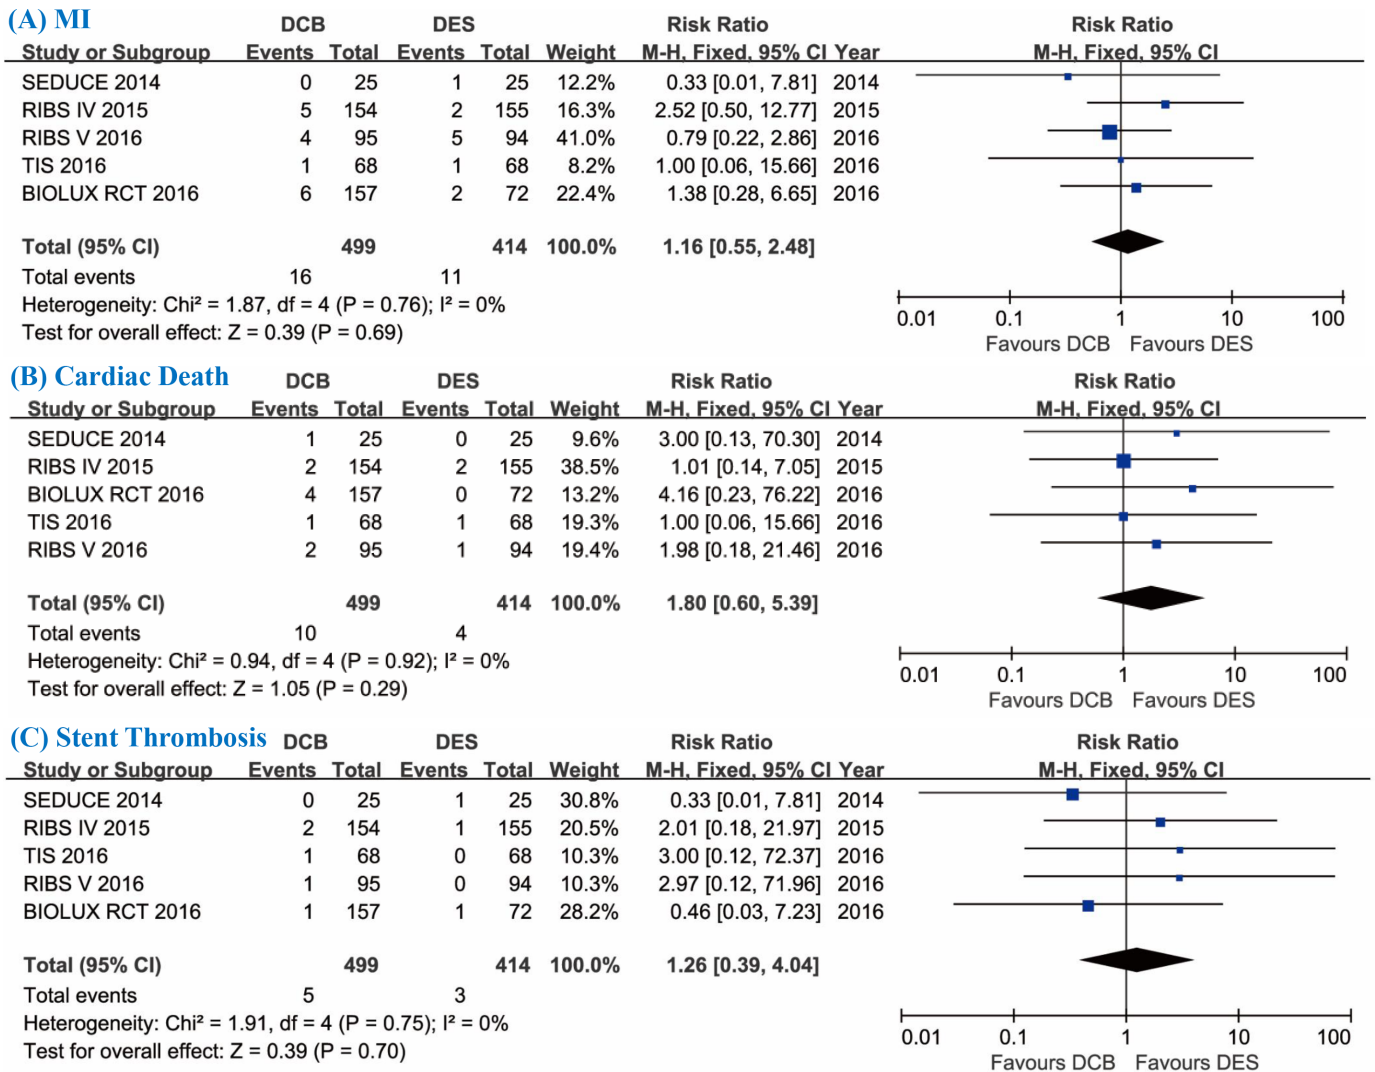 (A) MI
DCB DES Risk Ratio Risk Ratio
Study or Subgroup Events Total Events Total Weight M-H, Fixed, 95% CI Year M-H, Fixed, 95% CI
SEDUCE 2014 0 25 1 25 12.2% 0.33 [0.01, 7.81] 2014
RIBS IV 2015 5 154 2 155 16.3% 2.52 [0.50, 12.77] 2015
RIBS V 2016 4 95 5 94 41.0% 0.79 [0.22, 2.86] 2016
TIS 2016 1 68 1 68 8.2% 1.00 [0.06, 15.66] 2016
BIOLUX RCT 2016 6 157 2 72 22.4% 1.38 [0.28, 6.65] 2016
Total (95% CI) 499 414 100.0% 1.16 [0.55, 2.48]
Total events 16 11
Heterogeneity: Chi² = 1.87, df = 4 (P = 0.76); I² = 0%
Test for overall effect: Z = 0.39 (P = 0.69)
0.01 0.1 1 10 100
Favours DCB Favours DES
(B) Cardiac Death
DCB DES Risk Ratio Risk Ratio
Study or Subgroup Events Total Events Total Weight M-H, Fixed, 95% CI Year M-H, Fixed, 95% CI
SEDUCE 2014 1 25 0 25 9.6% 3.00 [0.13, 70.30] 2014
RIBS IV 2015 2 154 2 155 38.5% 1.01 [0.14, 7.05] 2015
BIOLUX RCT 2016 4 157 0 72 13.2% 4.16 [0.23, 76.22] 2016
TIS 2016 1 68 1 68 19.3% 1.00 [0.06, 15.66] 2016
RIBS V 2016 2 95 1 94 19.4% 1.98 [0.18, 21.46] 2016
Total (95% CI) 499 414 100.0% 1.80 [0.60, 5.39]
Total events 10 4
Heterogeneity: Chi² = 0.94, df = 4 (P = 0.92); I² = 0%
Test for overall effect: Z = 1.05 (P = 0.29)
0.01 0.1 1 10 100
Favours DCB Favours DES
(C) Stent Thrombosis
DCB DES Risk Ratio Risk Ratio
Study or Subgroup Events Total Events Total Weight M-H, Fixed, 95% CI Year M-H, Fixed, 95% CI
SEDUCE 2014 0 25 1 25 30.8% 0.33 [0.01, 7.81] 2014
RIBS IV 2015 2 154 1 155 20.5% 2.01 [0.18, 21.97] 2015
TIS 2016 1 68 0 68 10.3% 3.00 [0.12, 72.37] 2016
RIBS V 2016 1 95 0 94 10.3% 2.97 [0.12, 71.96] 2016
BIOLUX RCT 2016 1 157 1 72 28.2% 0.46 [0.03, 7.23] 2016
Total (95% CI) 499 414 100.0% 1.26 [0.39, 4.04]
Total events 5 3
Heterogeneity: Chi² = 1.91, df = 4 (P = 0.75); I² = 0%
Test for overall effect: Z = 0.39 (P = 0.70)
0.01 0.1 1 10 100
Favours DCB Favours DES